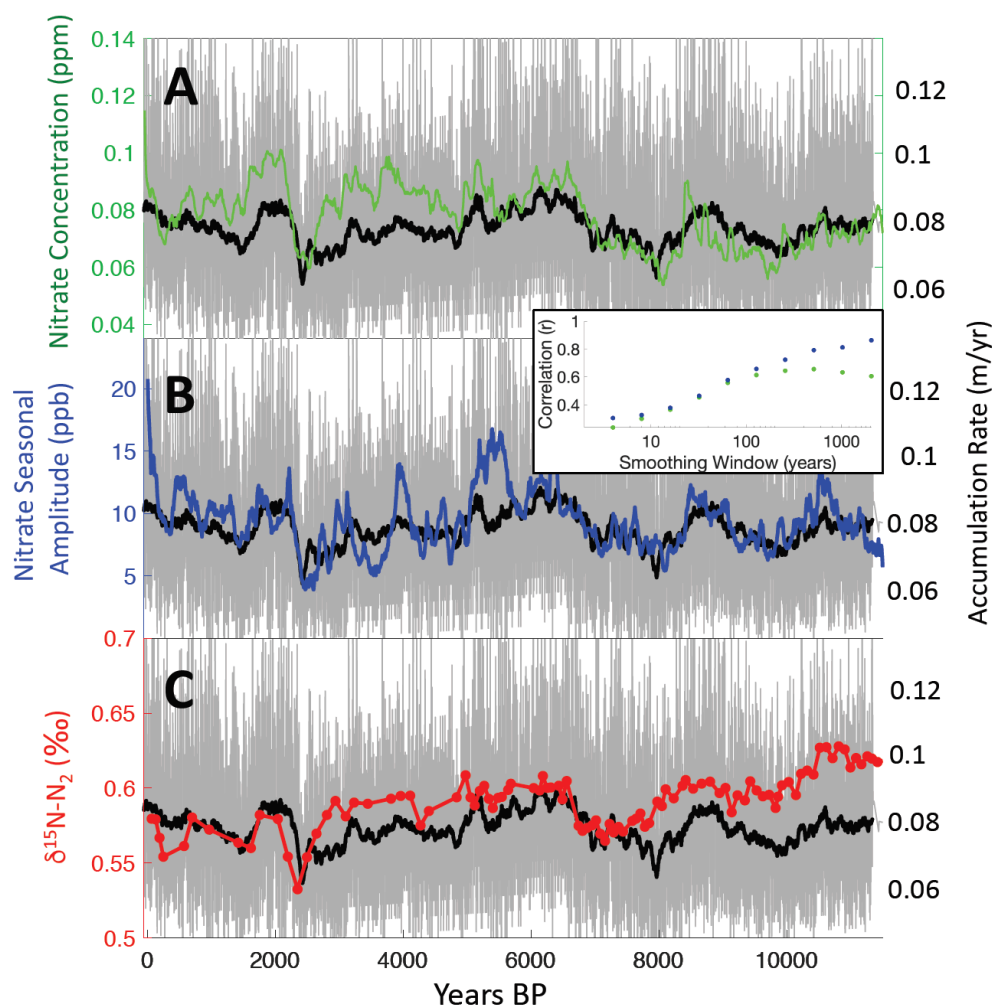 A
Nitrate Concentration (ppm)
0.14
0.12
0.1
0.08
0.06
0.04
0.12
0.1
0.08
0.06
B
Nitrate Seasonal
Amplitude (ppb)
20
15
10
5
0.12
0.1
0.08
0.06
Accumulation Rate (m/yr)
Correlation (r)
1
0.8
0.6
0.4
10 100 1000
Smoothing Window (years)
C
δ¹⁵N-N₂ (‰)
0.7
0.65
0.6
0.55
0.5
0.12
0.1
0.08
0.06
0 2000 4000 6000 8000 10000
Years BP